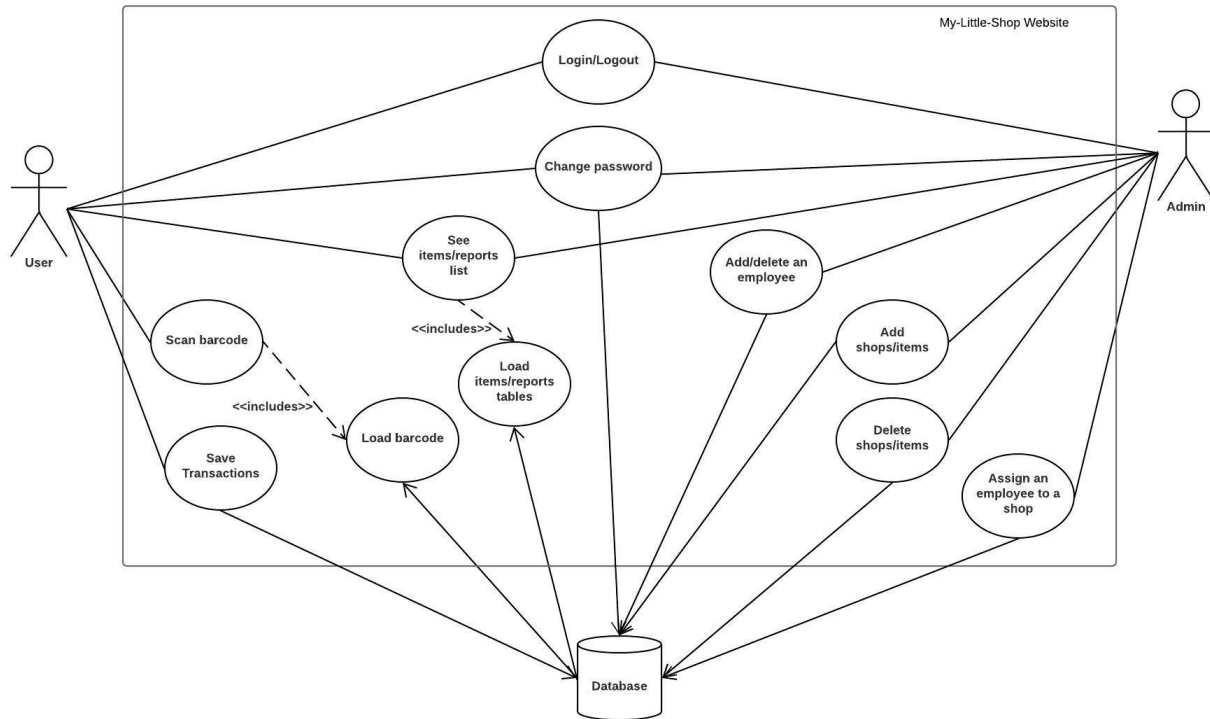 My-Little-Shop Website
Login/Logout
Change password
User
Admin
See
items/reports
list
Add/delete an
employee
<<includes>>
Scan barcode
Add
shops/items
Load
items/reports
tables
<<includes>>
Load barcode
Delete
shops/items
Save
Transactions
Assign an
employee to a
shop
Database